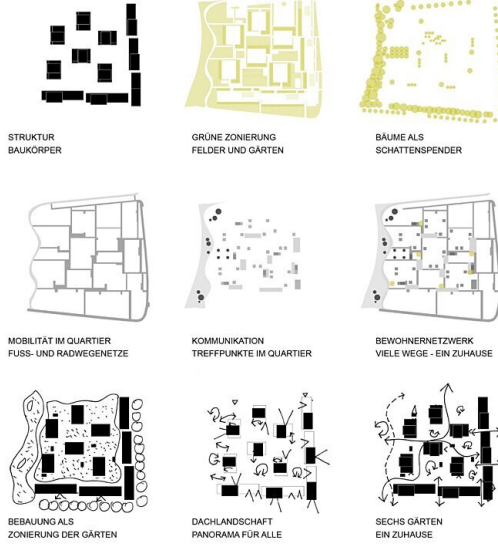 STRUKTUR
BAUKÖRPER
GRÜNE ZONIERUNG
FELDER UND GÄRTEN
BÄUME ALS
SCHATTENSPENDER
MOBILITÄT IM QUARTIER
FUSS- UND RADWEGENETZE
KOMMUNIKATION
TREFFPUNKTE IM QUARTIER
BEWOHNERNETZWERK
VIELE WEGE - EIN ZUHAUSE
BEBAUUNG ALS
ZONIERUNG DER GÄRTEN
DACHLANDSCHAFT
PANORAMA FÜR ALLE
SECHS GÄRTEN
EIN ZUHAUSE